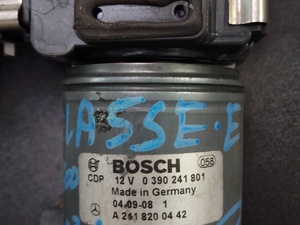 LASSE.E
BOSCH 058
CDP 12 V 0 390 241 801
Made in Germany
04-09-08 1
A 211 820 04 42